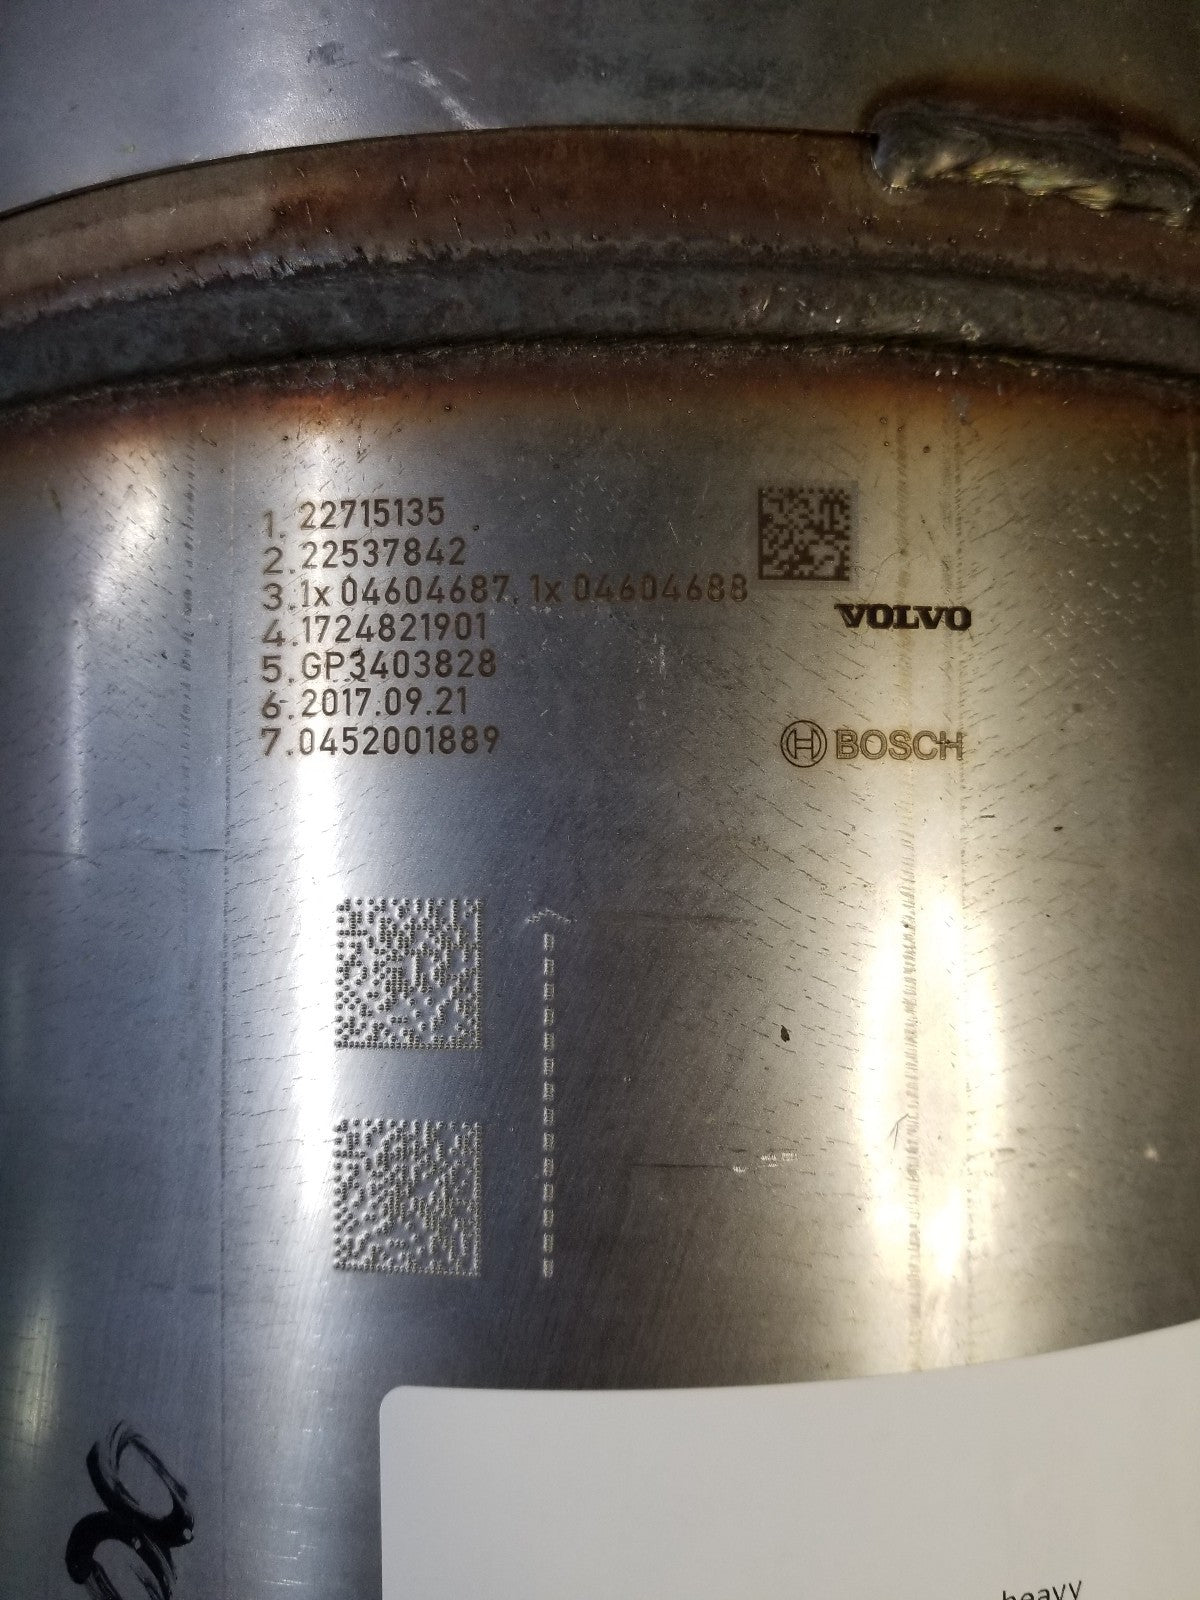 1. 22715135
2. 22537842
3. 1x 04604687, 1x 04604688
4. 1724821901
5. GP3403828
6. 2017.09.21
7. 0452001889
VOLVO
BOSCH
heavy